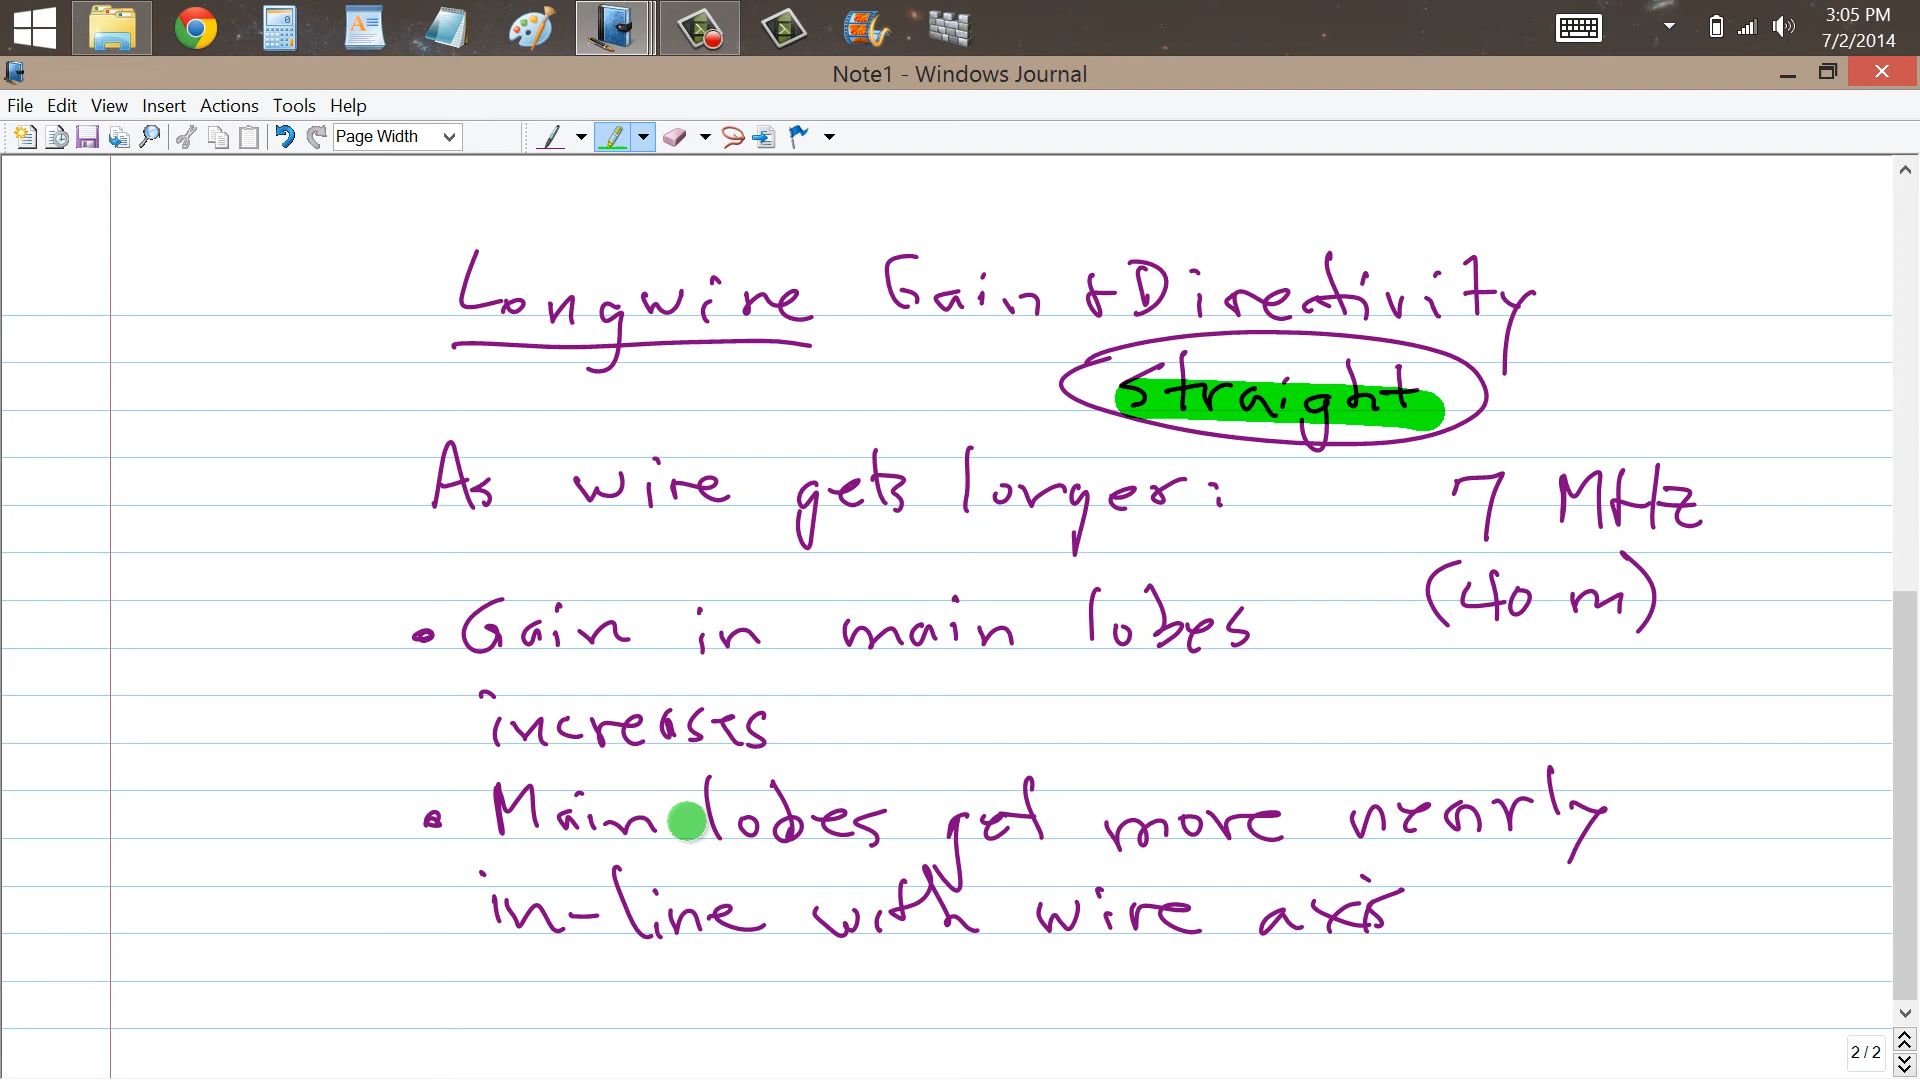 3:05 PM
7/2/2014
Note1 - Windows Journal
File Edit View Insert Actions Tools Help
Page Width
Longwire Gain & Directivity
straight
As wire gets longer: 7 MHz
(40 m)
• Gain in main lobes
increases
• Main lobes get more nearly
in-line with wire axis
2 / 2